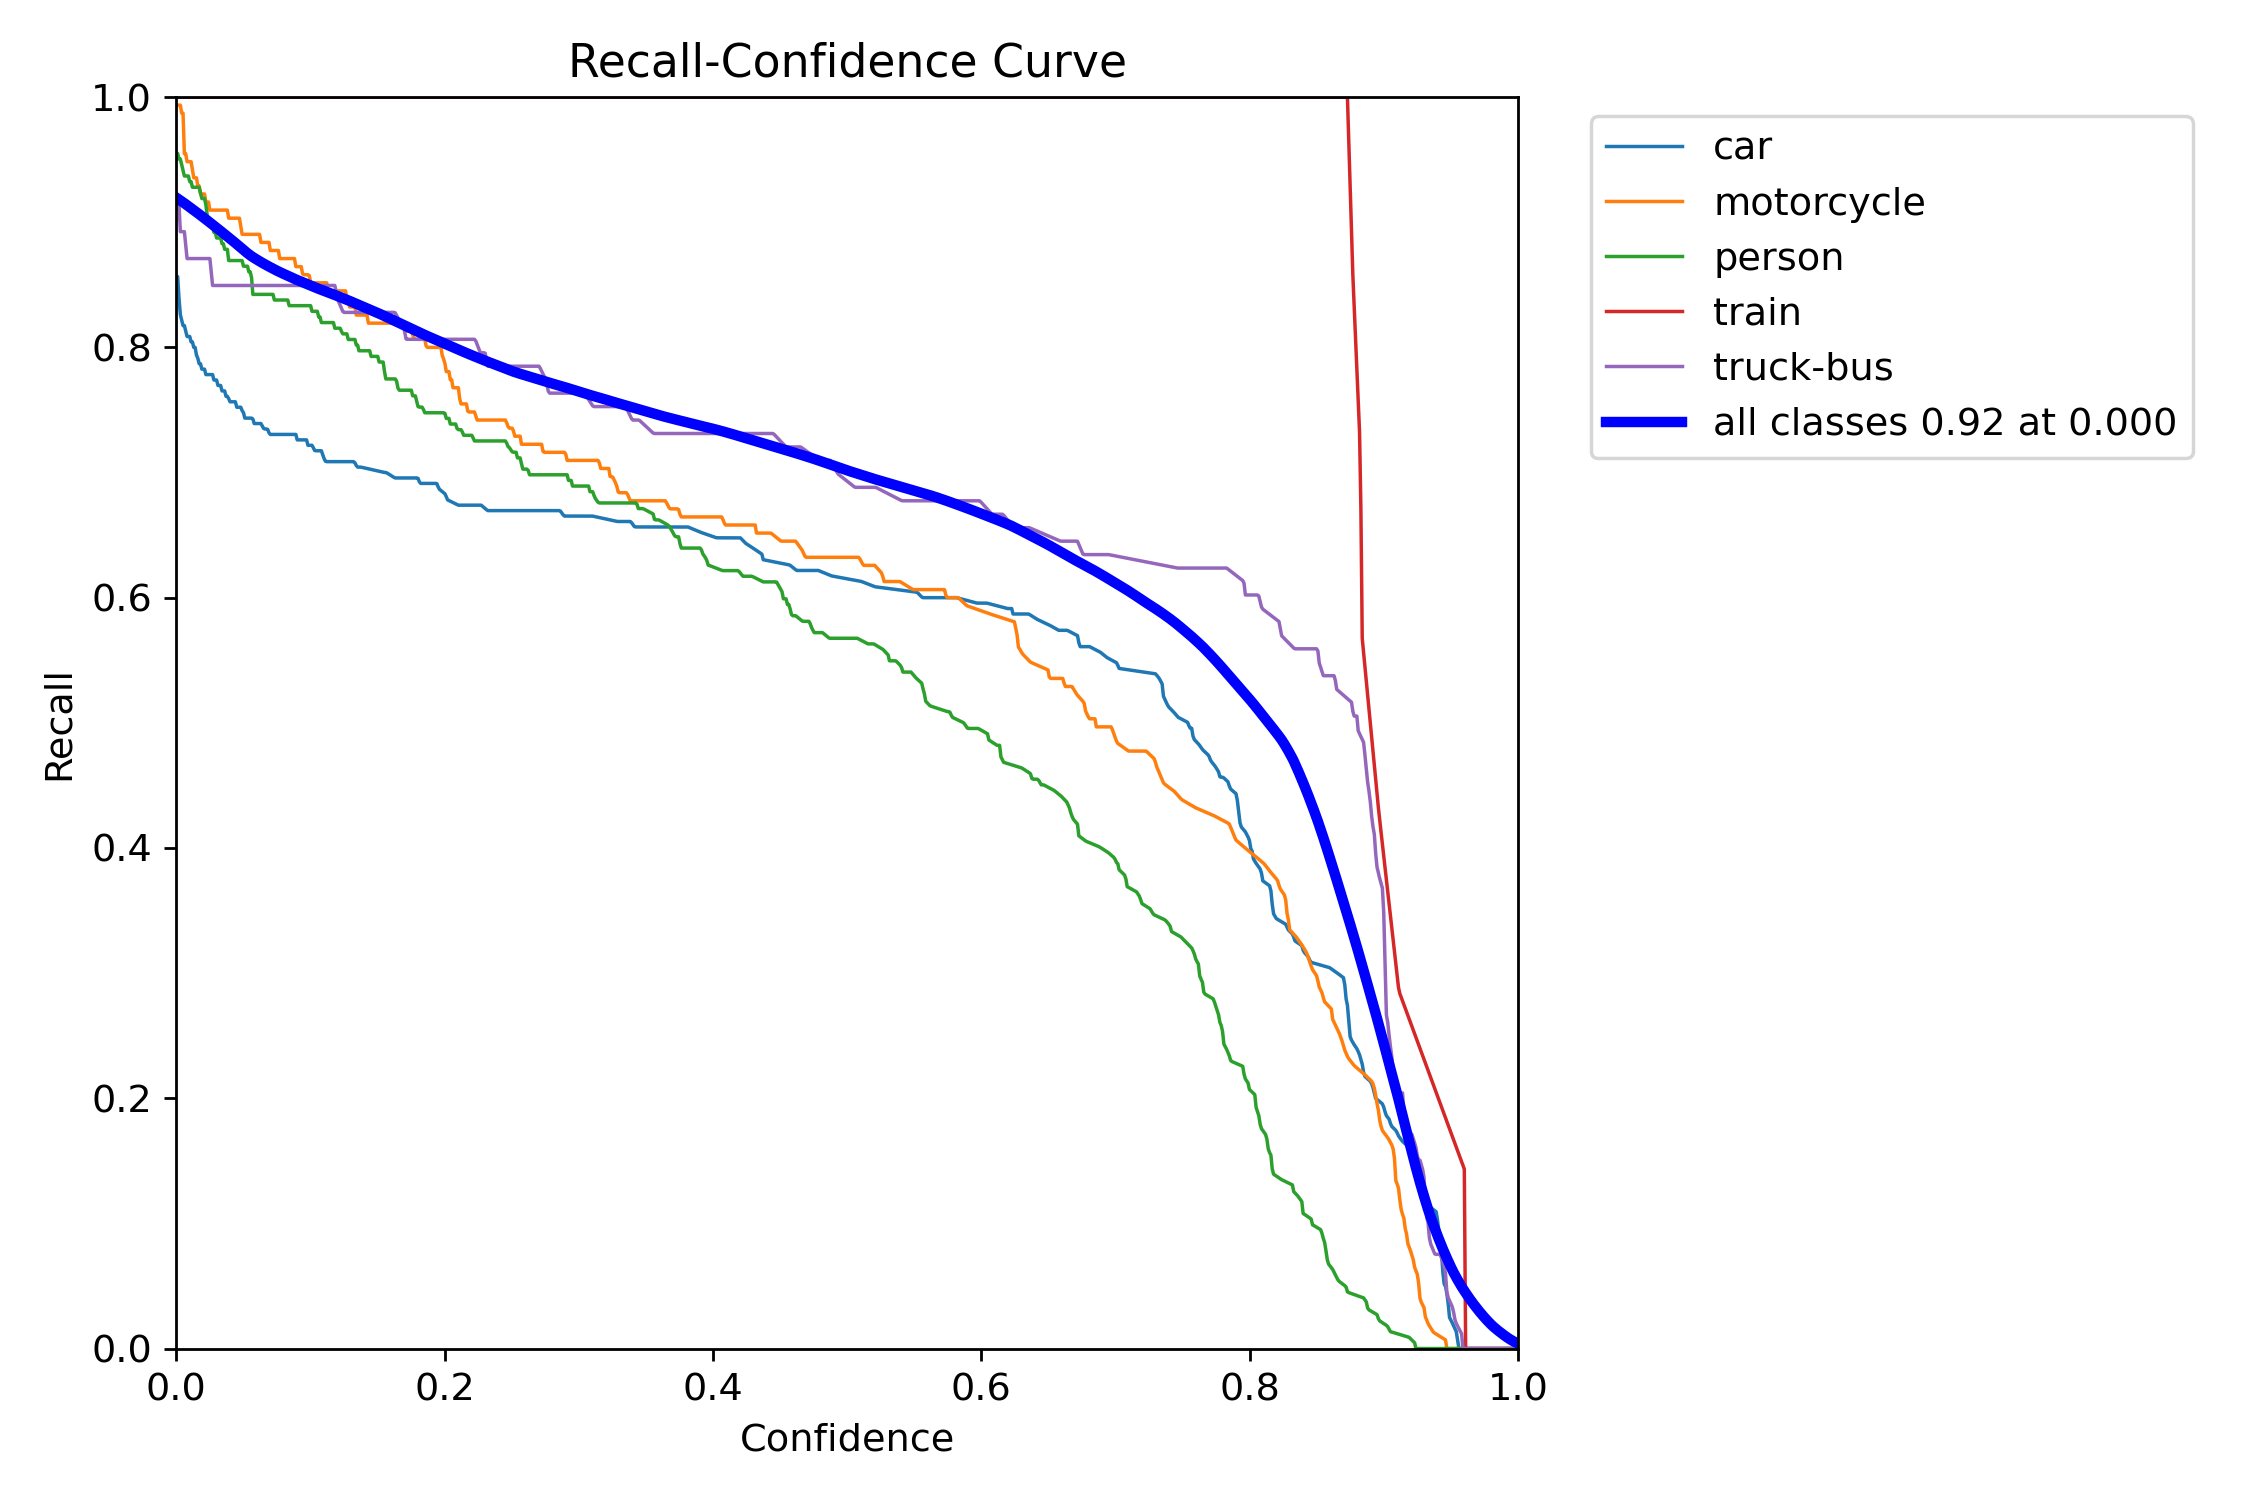 Recall-Confidence Curve
1.0
0.8
0.6
0.4
0.2
0.0
Recall
0.0 0.2 0.4 0.6 0.8 1.0
Confidence
car
motorcycle
person
train
truck-bus
all classes 0.92 at 0.000